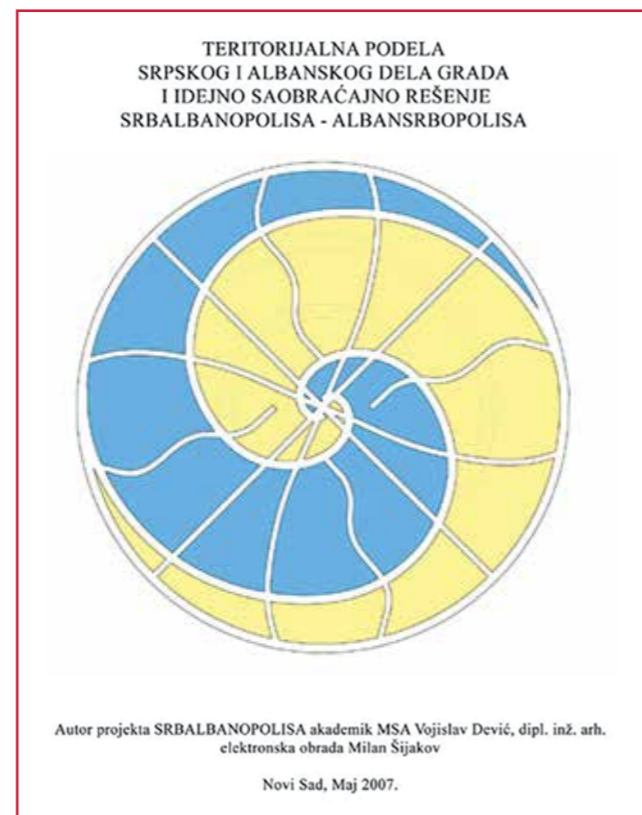 TERITORIJALNA PODELA
SRPSKOG I ALBANSKOG DELA GRADA
I IDEJNO SAOBRAĆAJNO REŠENJE
SRBALBANOPOLISA - ALBANSRBOPOLISA
Autor projekta SRBALBANOPOLISA akademik MSA Vojislav Dević, dipl. inž. arh.
elektronska obrada Milan Šijakov
Novi Sad, Maj 2007.